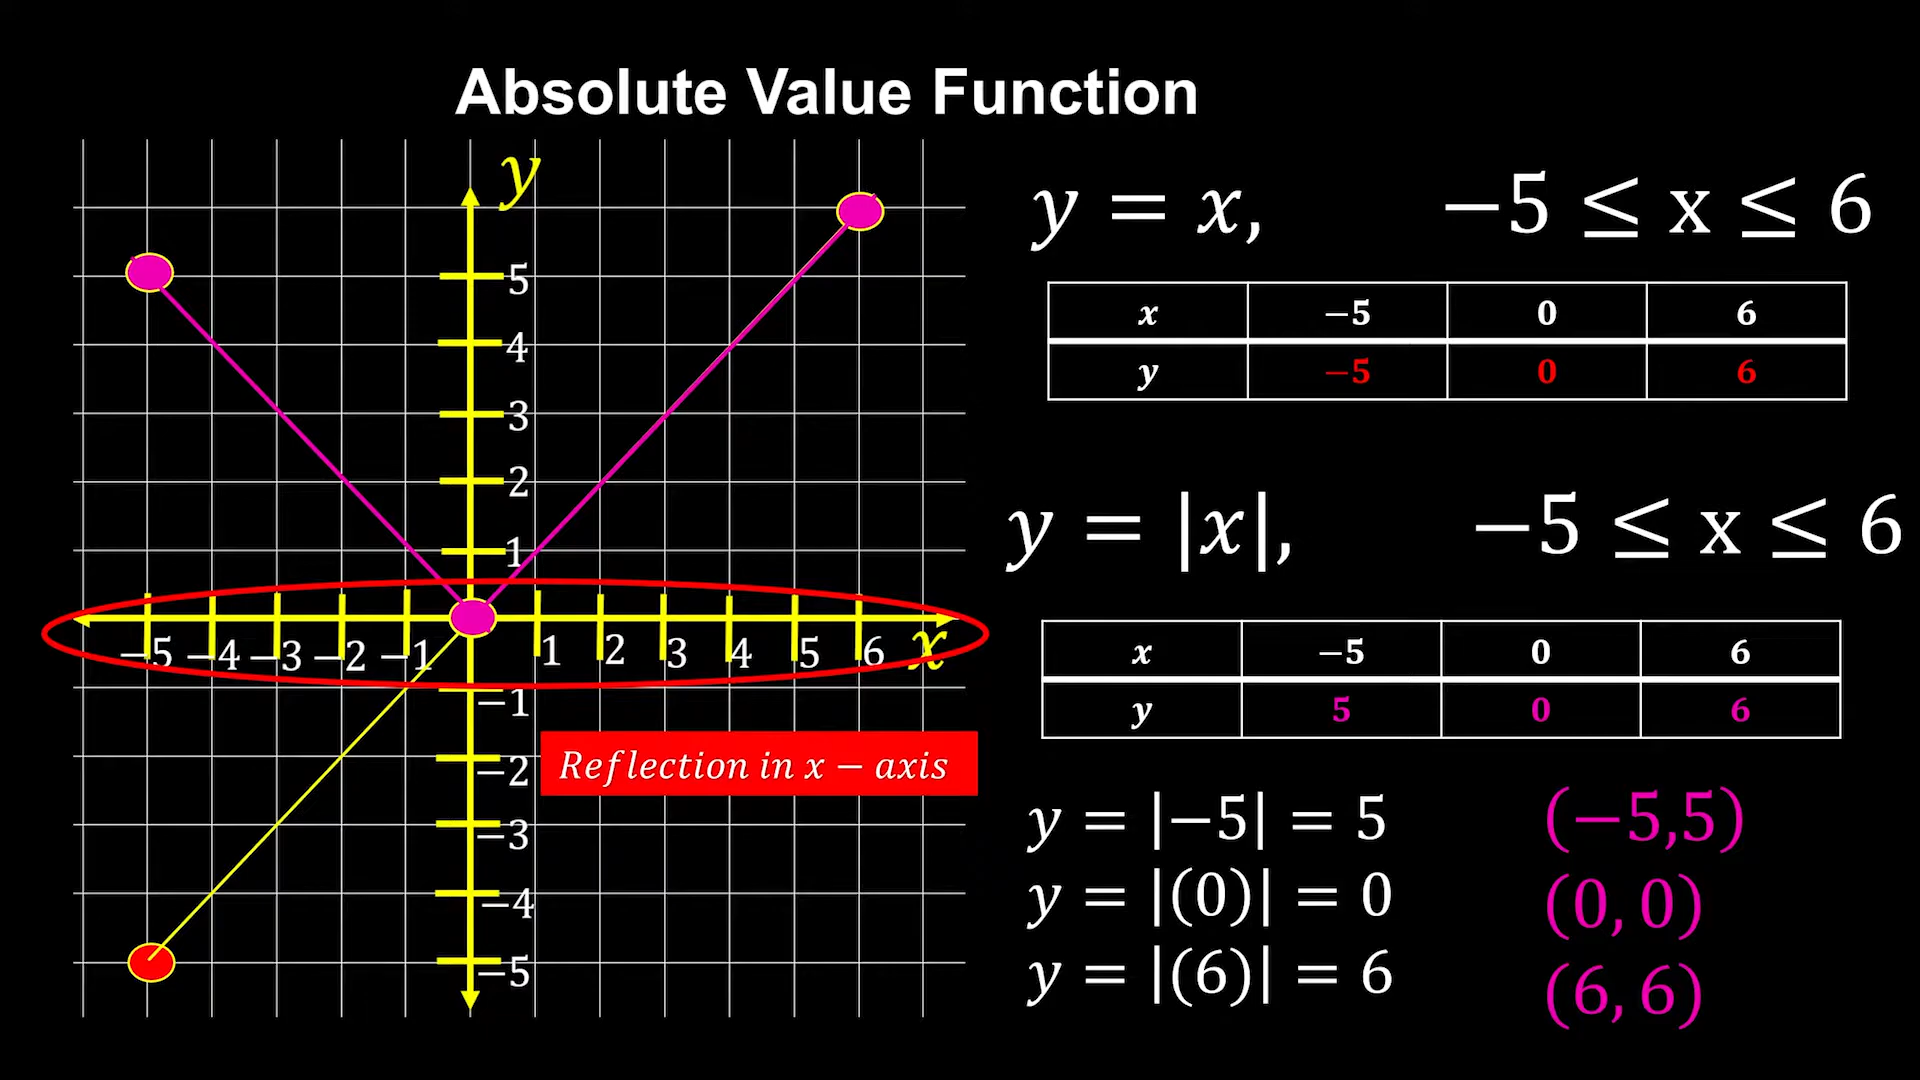 Absolute Value Function
y
5
4
3
2
1
−5 −4 −3 −2 −1 1 2 3 4 5 6 x
−1
−2
−3
−4
−5
Reflection in x − axis
y = x, −5 ≤ x ≤ 6
x −5 0 6
y −5 0 6
y = |x|, −5 ≤ x ≤ 6
x −5 0 6
y 5 0 6
y = |−5| = 5 (−5,5)
y = |(0)| = 0 (0, 0)
y = |(6)| = 6 (6, 6)